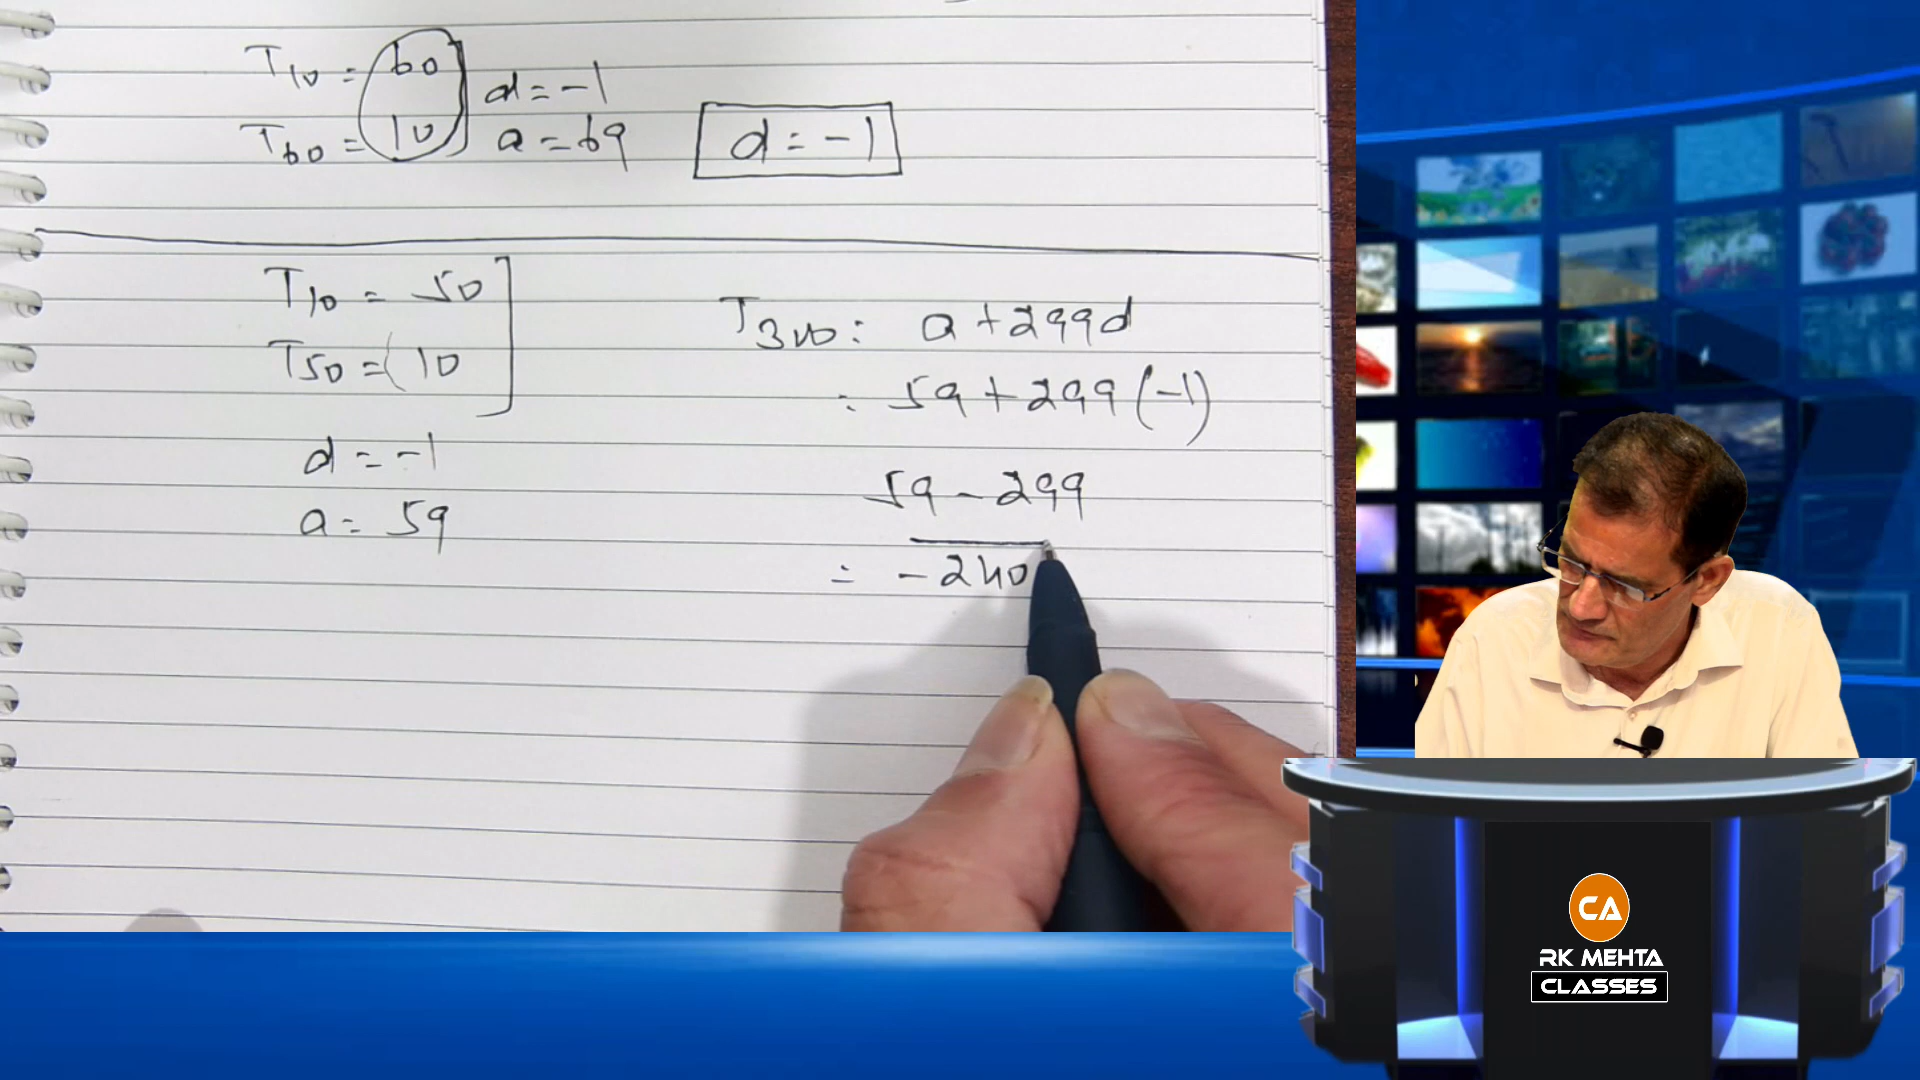 T10 = 60
T60 = 10
d = -1
a = 69
d = -1
T10 = 50
T50 = 10
d = -1
a = 59
T300 = a + 299d
= 59 + 299 (-1)
59 - 299
= -240
CA
RK MEHTA
CLASSES